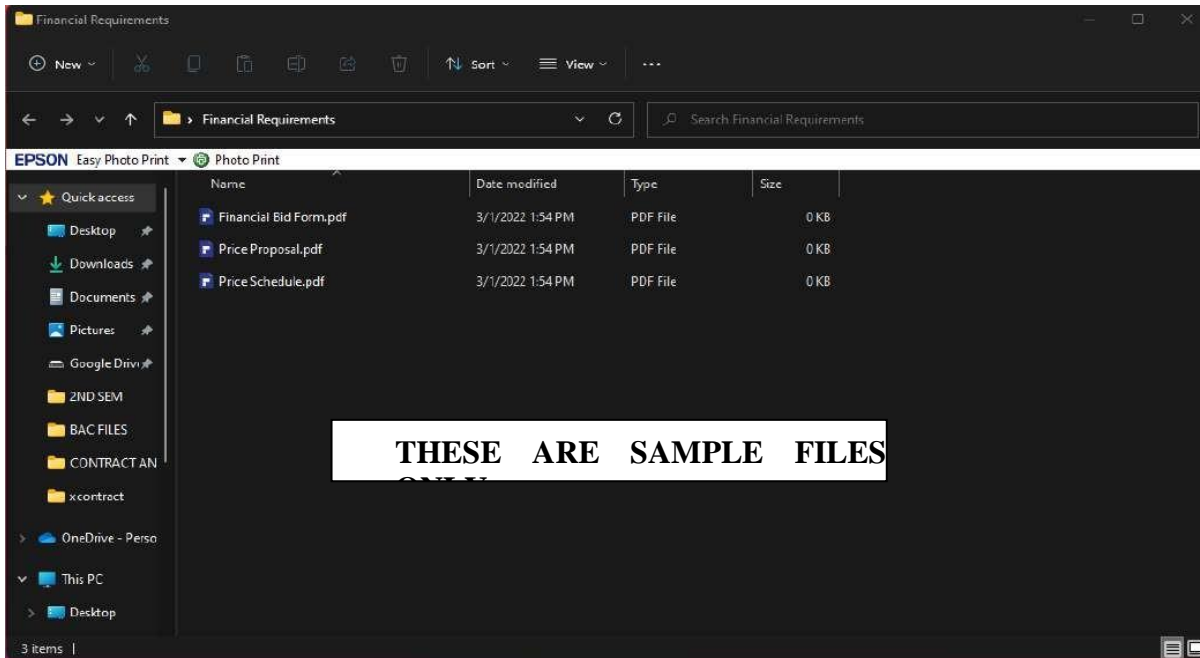 Financial Requirements
New
Sort
View
Financial Requirements
Search Financial Requirements
EPSON Easy Photo Print Photo Print
Name Date modified Type Size
Quick access
Financial Bid Form.pdf 3/1/2022 1:54 PM PDF File 0 KB
Desktop
Price Proposal.pdf 3/1/2022 1:54 PM PDF File 0 KB
Downloads
Price Schedule.pdf 3/1/2022 1:54 PM PDF File 0 KB
Documents
Pictures
Google Driv
2ND SEM
BAC FILES
THESE ARE SAMPLE FILES
CONTRACT AN
xcontract
OneDrive - Perso
This PC
Desktop
3 items